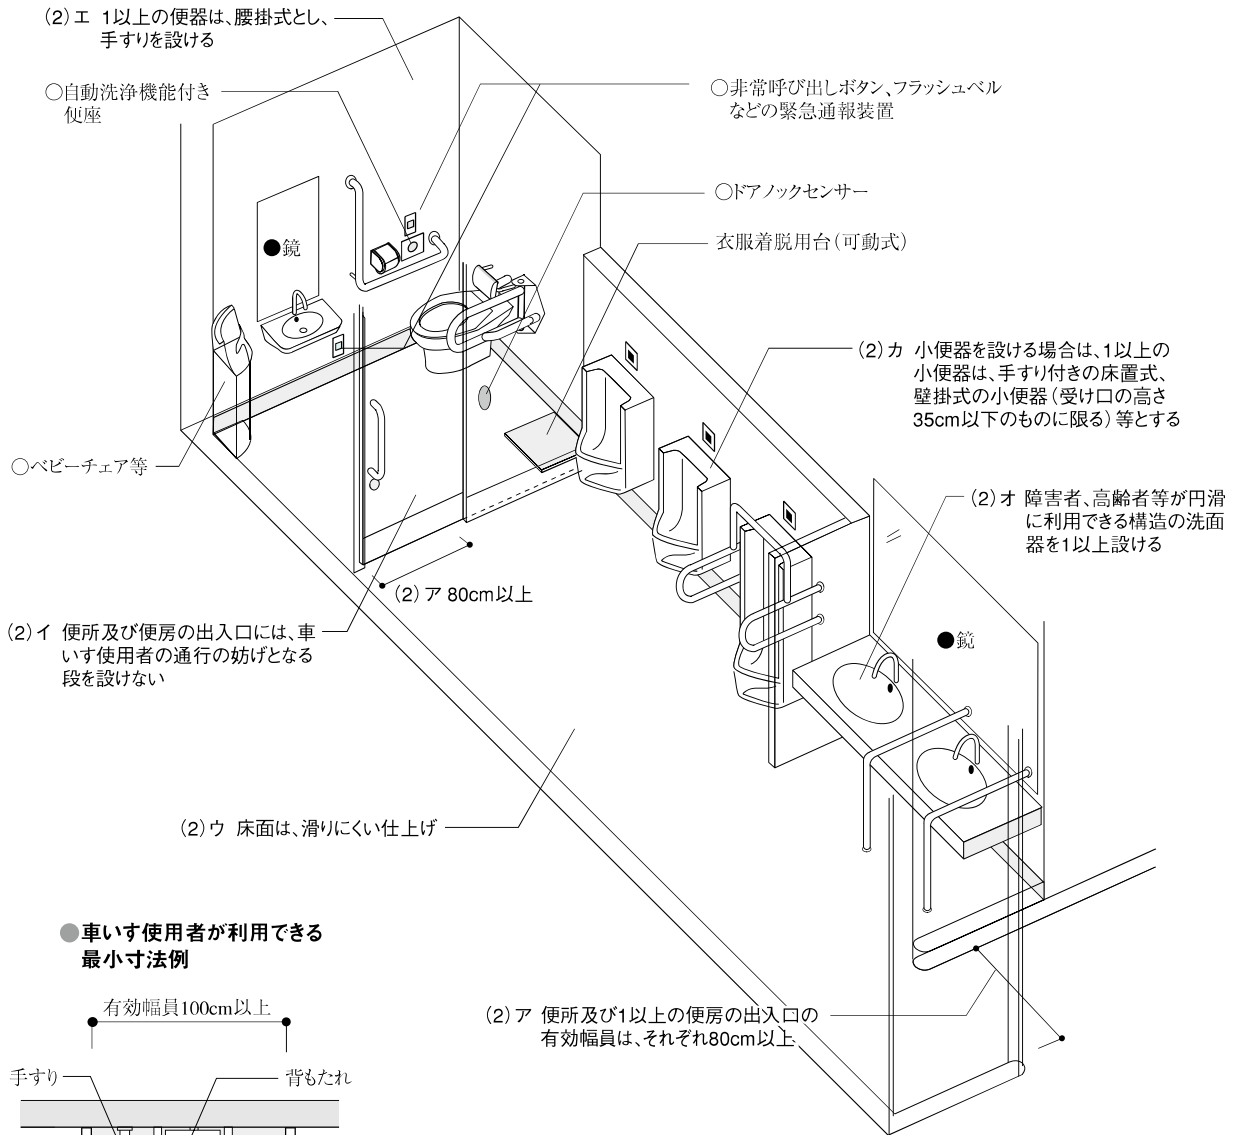 (2)エ 1以上の便器は、腰掛式とし、
手すりを設ける
○自動洗浄機能付き
便座
○非常呼び出しボタン、フラッシュベル
などの緊急通報装置
○ドアノックセンサー
衣服着脱用台(可動式)
●鏡
(2)カ 小便器を設ける場合は、1以上の
小便器は、手すり付きの床置式、
壁掛式の小便器(受け口の高さ
35cm以下のものに限る)等とする
○ベビーチェア等
(2)オ 障害者、高齢者等が円滑
に利用できる構造の洗面
器を1以上設ける
(2)ア 80cm以上
(2)イ 便所及び便房の出入口には、車
いす使用者の通行の妨げとなる
段を設けない
●鏡
(2)ウ 床面は、滑りにくい仕上げ
●車いす使用者が利用できる
最小寸法例
有効幅員100cm以上
(2)ア 便所及び1以上の便房の出入口の
有効幅員は、それぞれ80cm以上
手すり
背もたれ